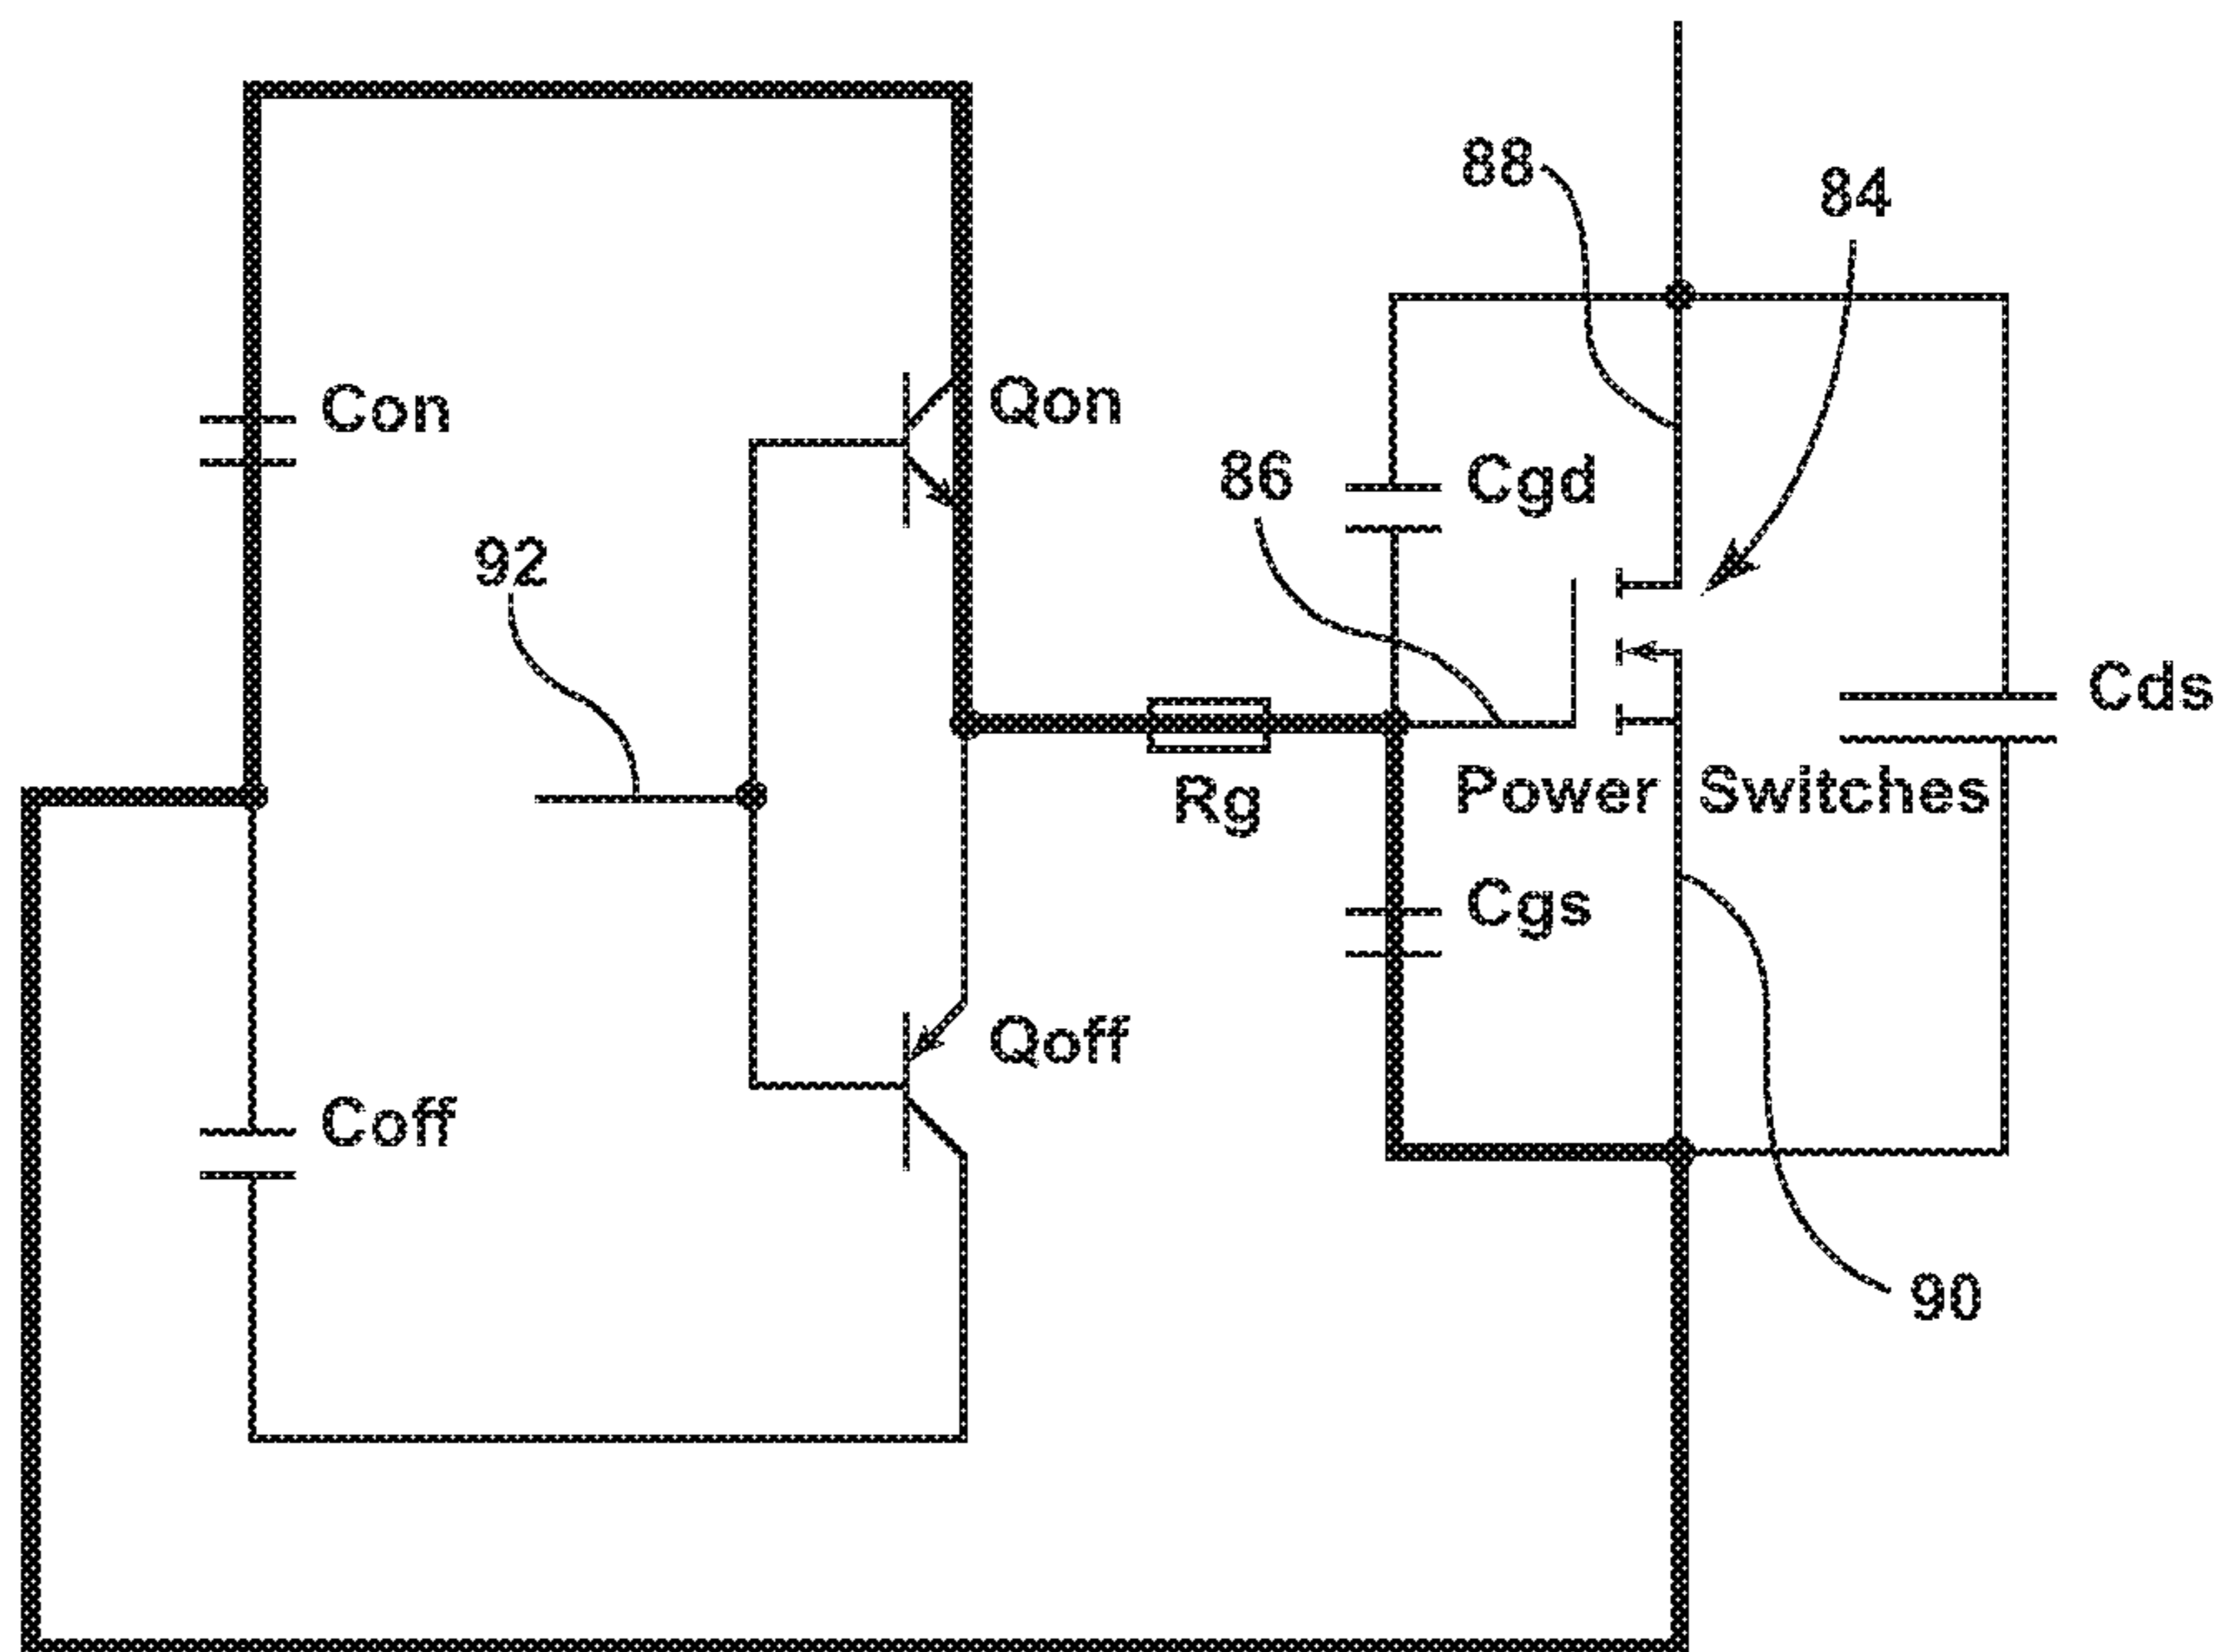 88
84
Con
Qon
86
Cgd
92
Cds
Rg
Power Switches
Cgs
Qoff
Coff
90